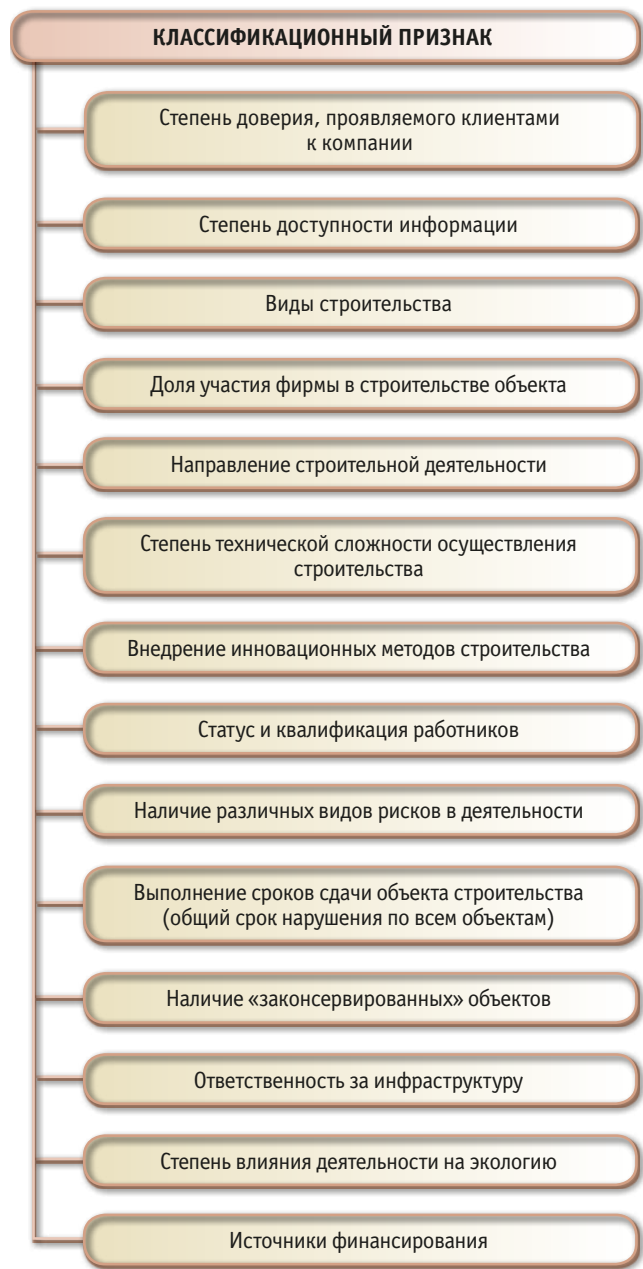 КЛАССИФИКАЦИОННЫЙ ПРИЗНАК
Степень доверия, проявляемого клиентами
к компании
Степень доступности информации
Виды строительства
Доля участия фирмы в строительстве объекта
Направление строительной деятельности
Степень технической сложности осуществления
строительства
Внедрение инновационных методов строительства
Статус и квалификация работников
Наличие различных видов рисков в деятельности
Выполнение сроков сдачи объекта строительства
(общий срок нарушения по всем объектам)
Наличие «законсервированных» объектов
Ответственность за инфраструктуру
Степень влияния деятельности на экологию
Источники финансирования